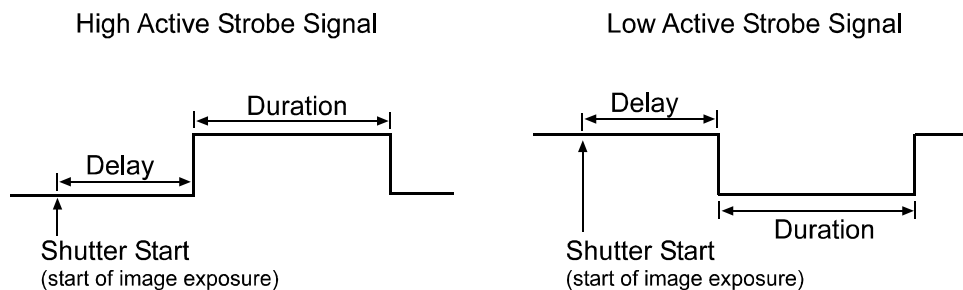 High Active Strobe Signal
Duration
Delay
Shutter Start
(start of image exposure)
Low Active Strobe Signal
Delay
Duration
Shutter Start
(start of image exposure)